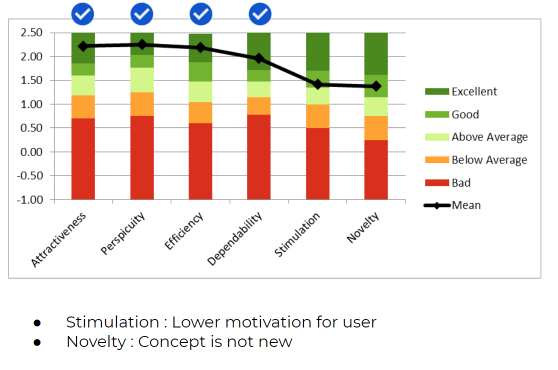 2.50
2.00
1.50
1.00
0.50
0.00
-0.50
-1.00
Attractiveness
Perspicuity
Efficiency
Dependability
Stimulation
Novelty
Excellent
Good
Above Average
Below Average
Bad
Mean
● Stimulation : Lower motivation for user
● Novelty : Concept is not new